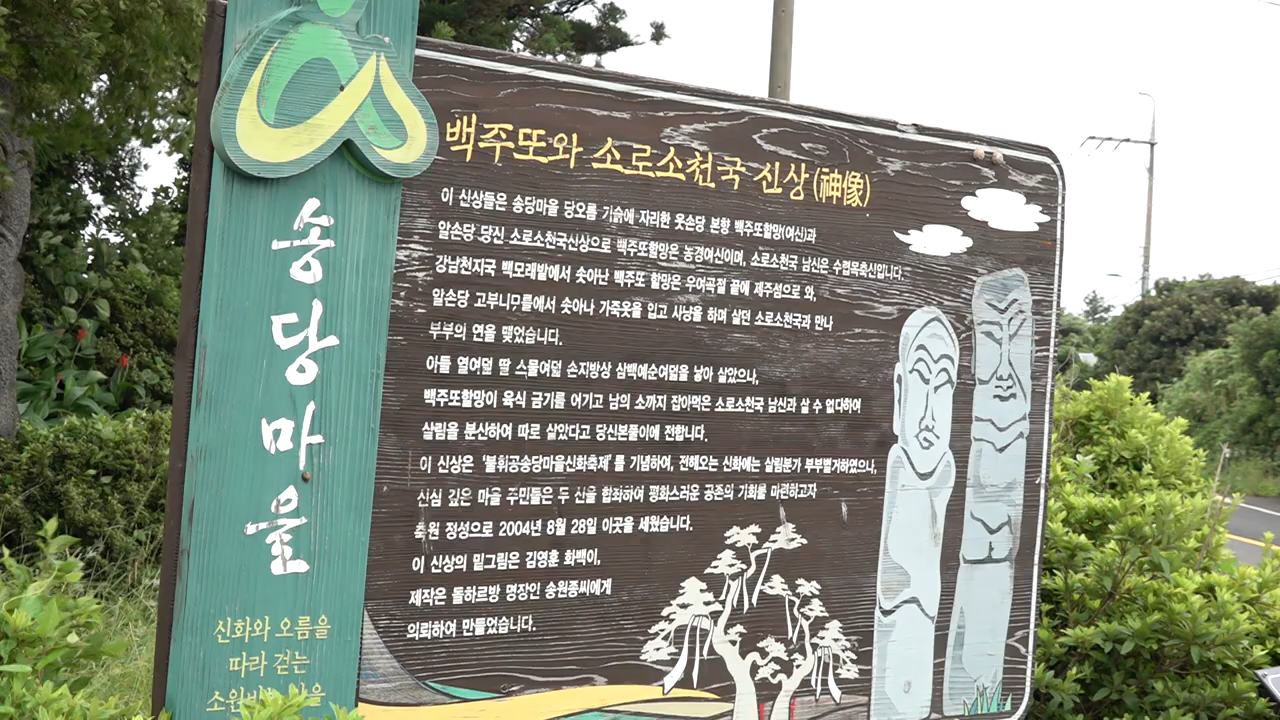 송당마을
신화와 오름을
따라 걷는
백주또와 소로소천국 신상(神像)
이 신상들은 송당마을 당오름 기슭에 자리한 웃손당 본향 백주또할망(여신)과
알손당 당신 소로소천국신상으로 백주또할망은 농경여신이며, 소로소천국 남신은 수렵목축신입니다.
강남천자국 백모래밭에서 솟아난 백주또 할망은 우여곡절 끝에 제주섬으로 와,
알손당 고부니ᄆᆞ를에서 솟아나 가죽옷을 입고 사냥을 하며 살던 소로소천국과 만나
부부의 연을 맺었습니다.
아들 열여덟 딸 스물여덟 손지방상 삼백예순여덟을 낳아 살았으나,
백주또할망이 육식 금기를 어기고 남의 소까지 잡아먹은 소로소천국 남신과 살 수 없다하여
살림을 분산하여 따로 살았다고 당신본풀이에 전합니다.
이 신상은 '불휘공송당마을신화축제'를 기념하여, 전해오는 신화에는 살림분가 부부별거하였으나,
신심 깊은 마을 주민들은 두 신을 합좌하여 평화스러운 공존의 기회를 마련하고자
축원 정성으로 2004년 8월 28일 이곳을 세웠습니다.
이 신상의 밑그림은 김영훈 화백이,
제작은 돌하르방 명장인 송원종씨에게
의뢰하여 만들었습니다.